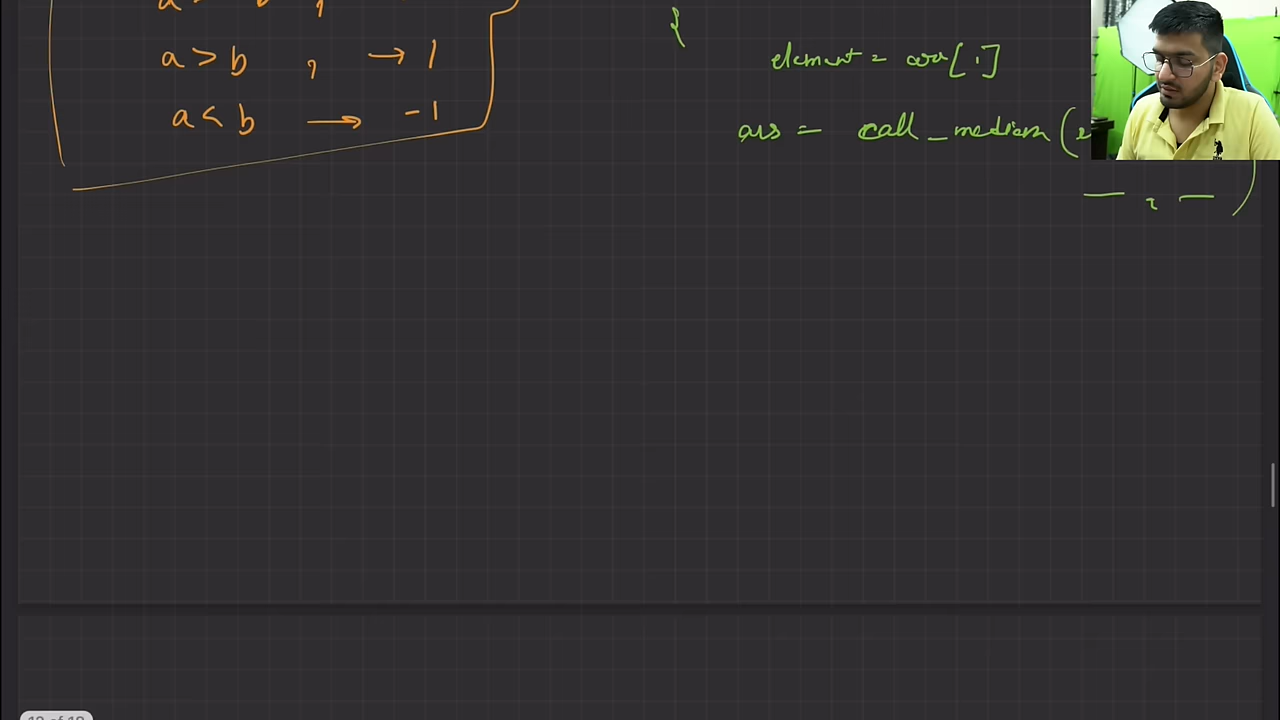 a > b , → 1
a < b → -1
{
element = arr[i]
ans = call_median(
— , — )